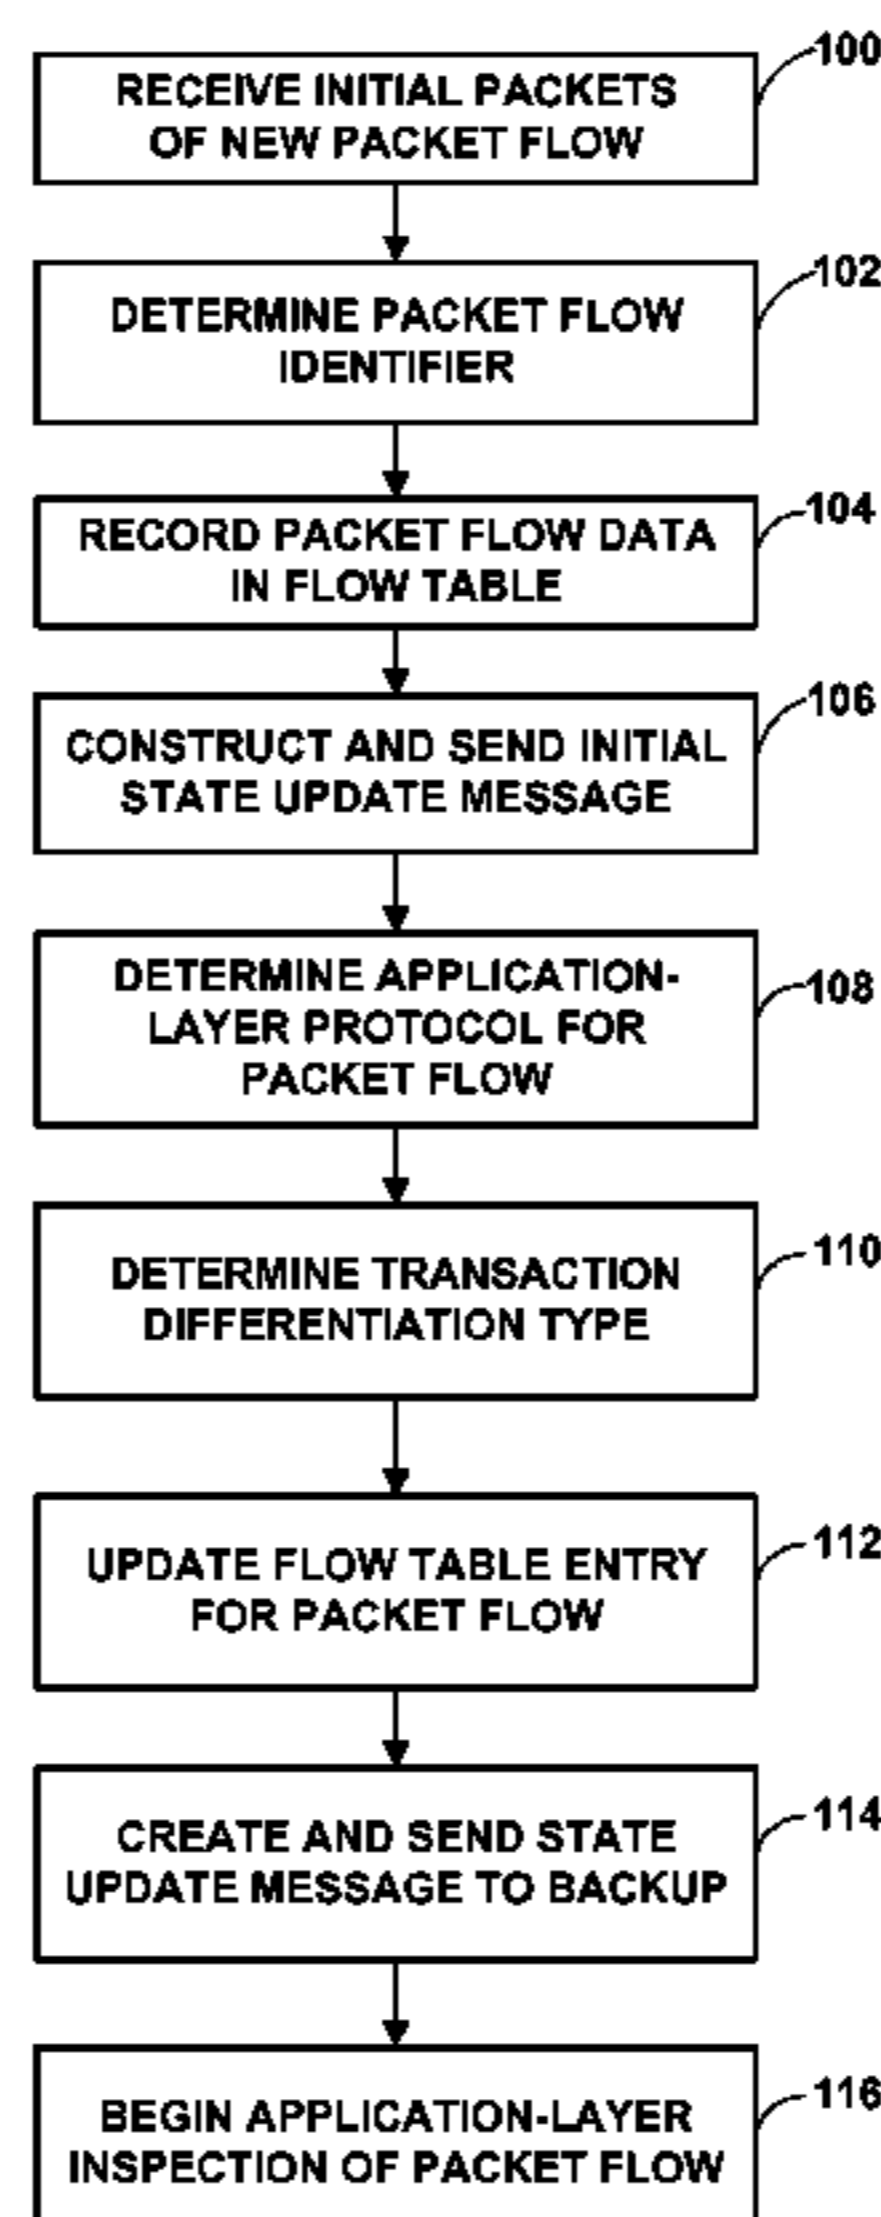 100
RECEIVE INITIAL PACKETS
OF NEW PACKET FLOW
102
DETERMINE PACKET FLOW
IDENTIFIER
104
RECORD PACKET FLOW DATA
IN FLOW TABLE
106
CONSTRUCT AND SEND INITIAL
STATE UPDATE MESSAGE
108
DETERMINE APPLICATION-
LAYER PROTOCOL FOR
PACKET FLOW
110
DETERMINE TRANSACTION
DIFFERENTIATION TYPE
112
UPDATE FLOW TABLE ENTRY
FOR PACKET FLOW
114
CREATE AND SEND STATE
UPDATE MESSAGE TO BACKUP
116
BEGIN APPLICATION-LAYER
INSPECTION OF PACKET FLOW